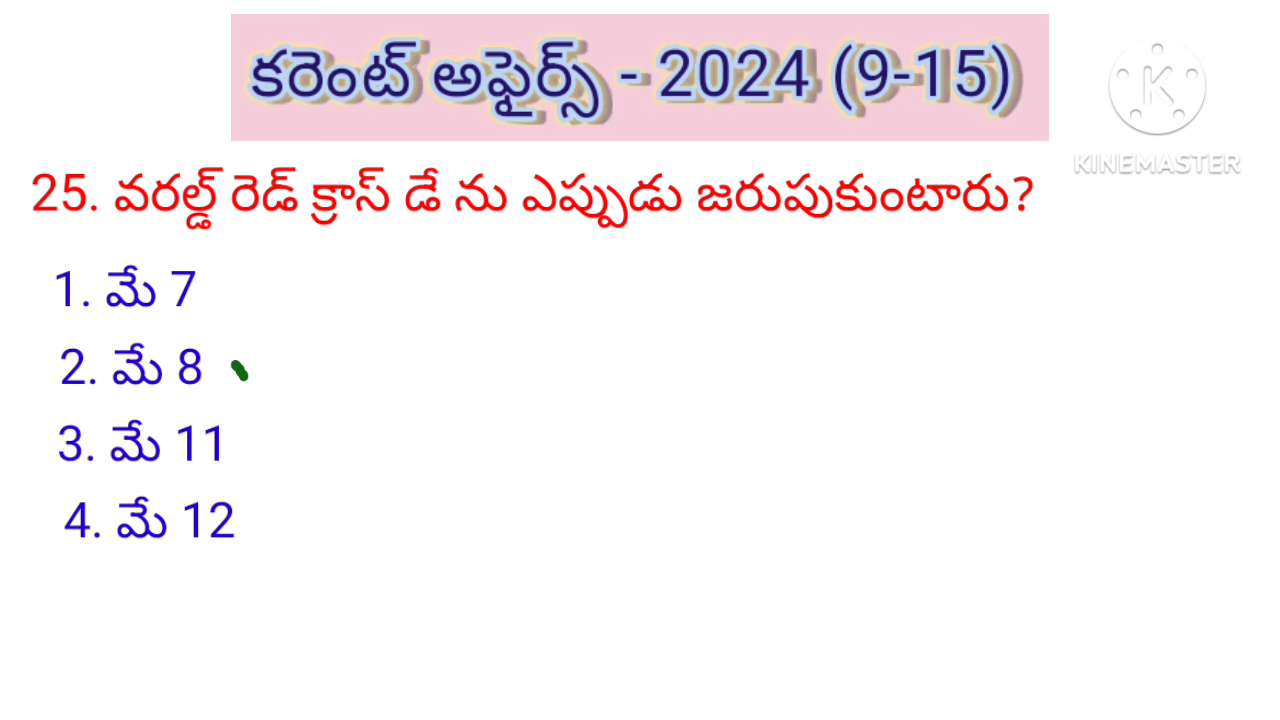 కరెంట్ అఫైర్స్ - 2024 (9-15)
K
KINEMASTER
25. వరల్డ్ రెడ్ క్రాస్ డే ను ఎప్పుడు జరుపుకుంటారు?
1. మే 7
2. మే 8
3. మే 11
4. మే 12